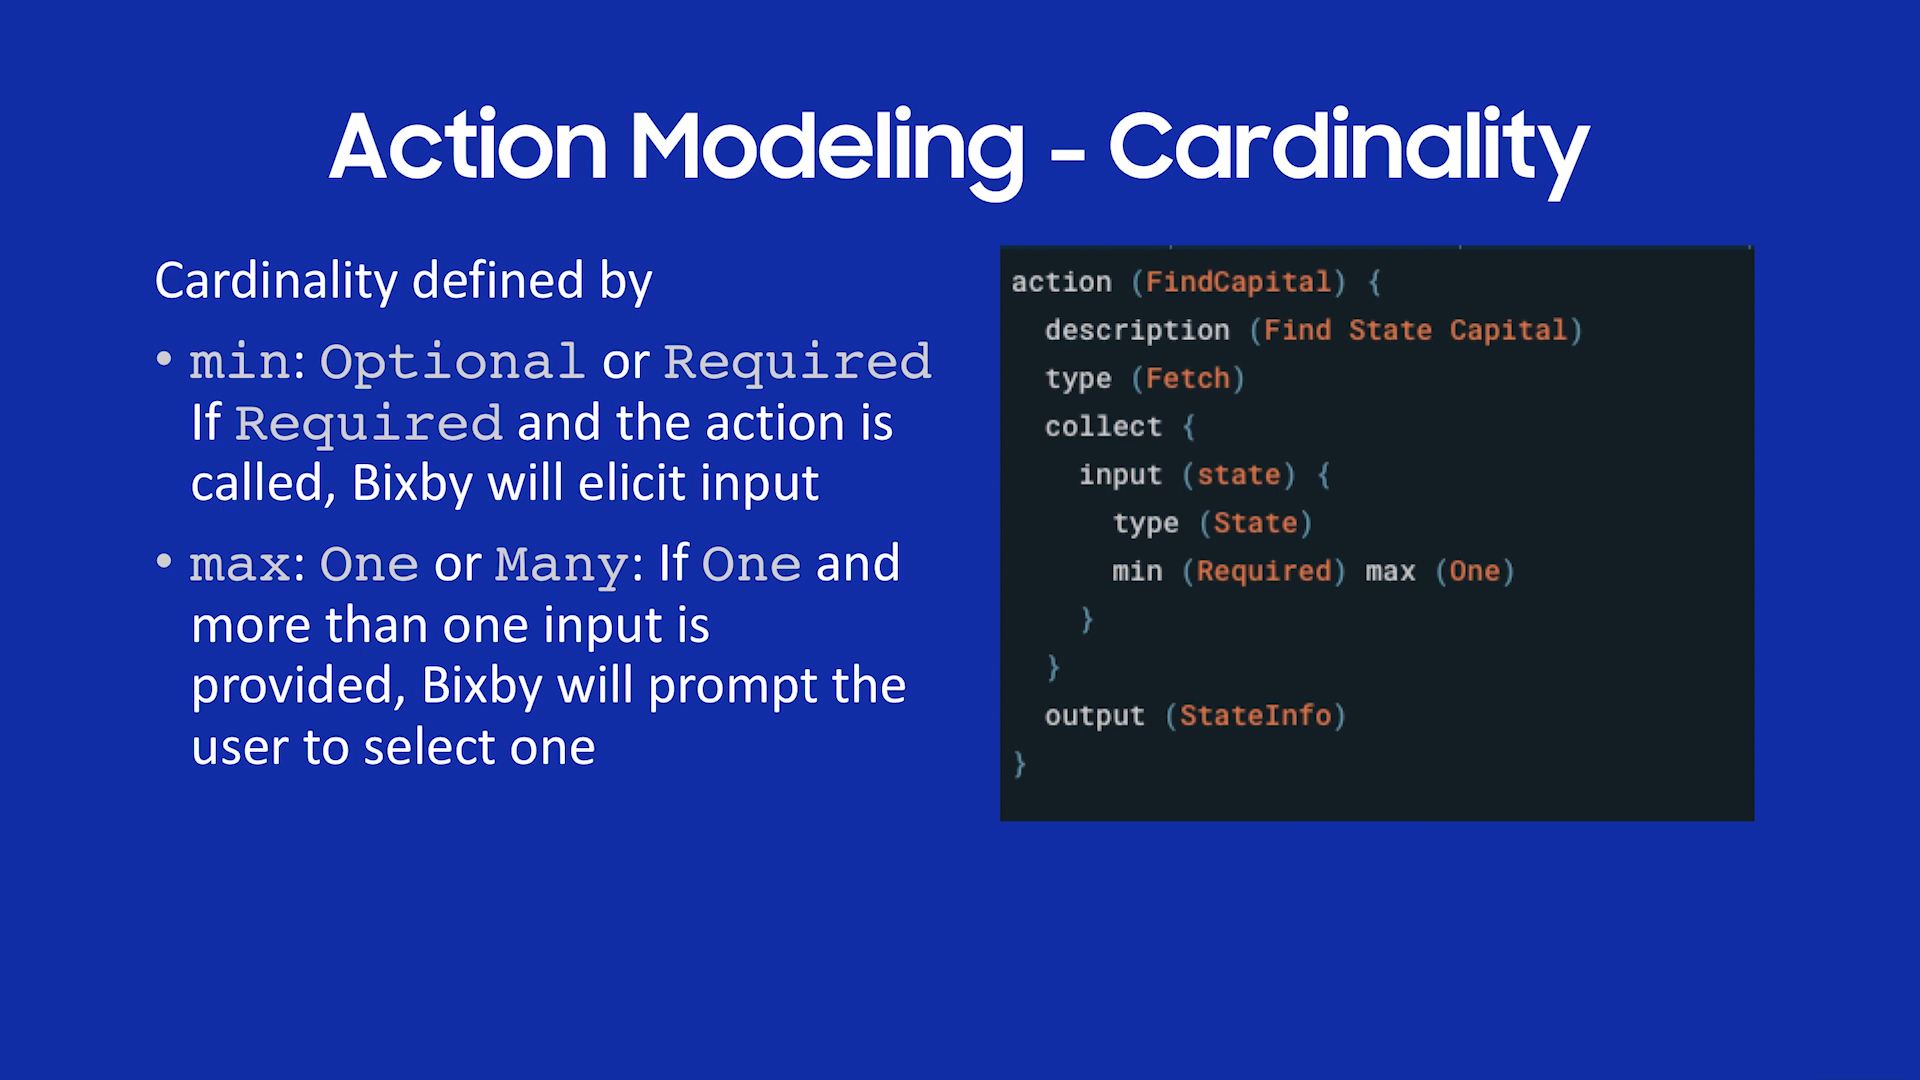 Action Modeling - Cardinality
Cardinality defined by
• min: Optional or Required
If Required and the action is
called, Bixby will elicit input
• max: One or Many: If One and
more than one input is
provided, Bixby will prompt the
user to select one
action (FindCapital) {
  description (Find State Capital)
  type (Fetch)
  collect {
    input (state) {
      type (State)
      min (Required) max (One)
    }
  }
  output (StateInfo)
}